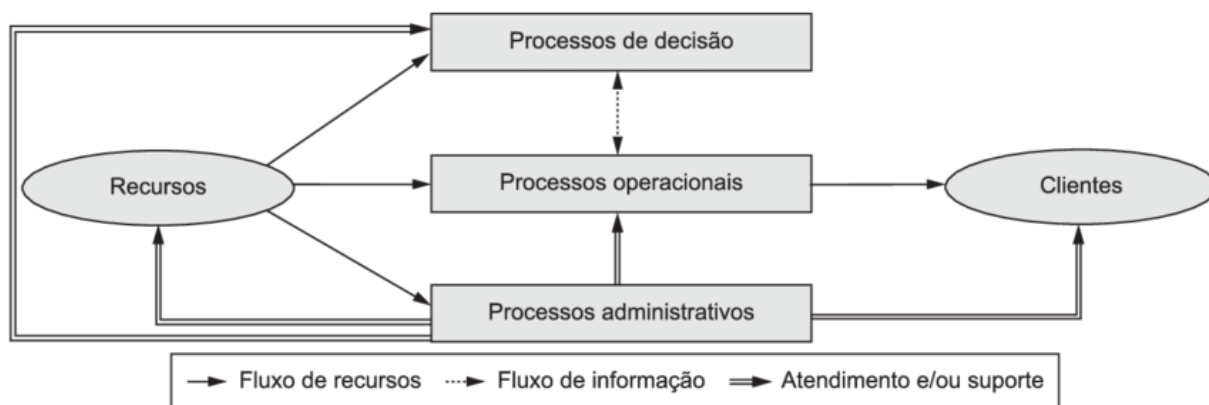 Processos de decisão
Recursos
Processos operacionais
Clientes
Processos administrativos
Fluxo de recursos
Fluxo de informação
Atendimento e/ou suporte